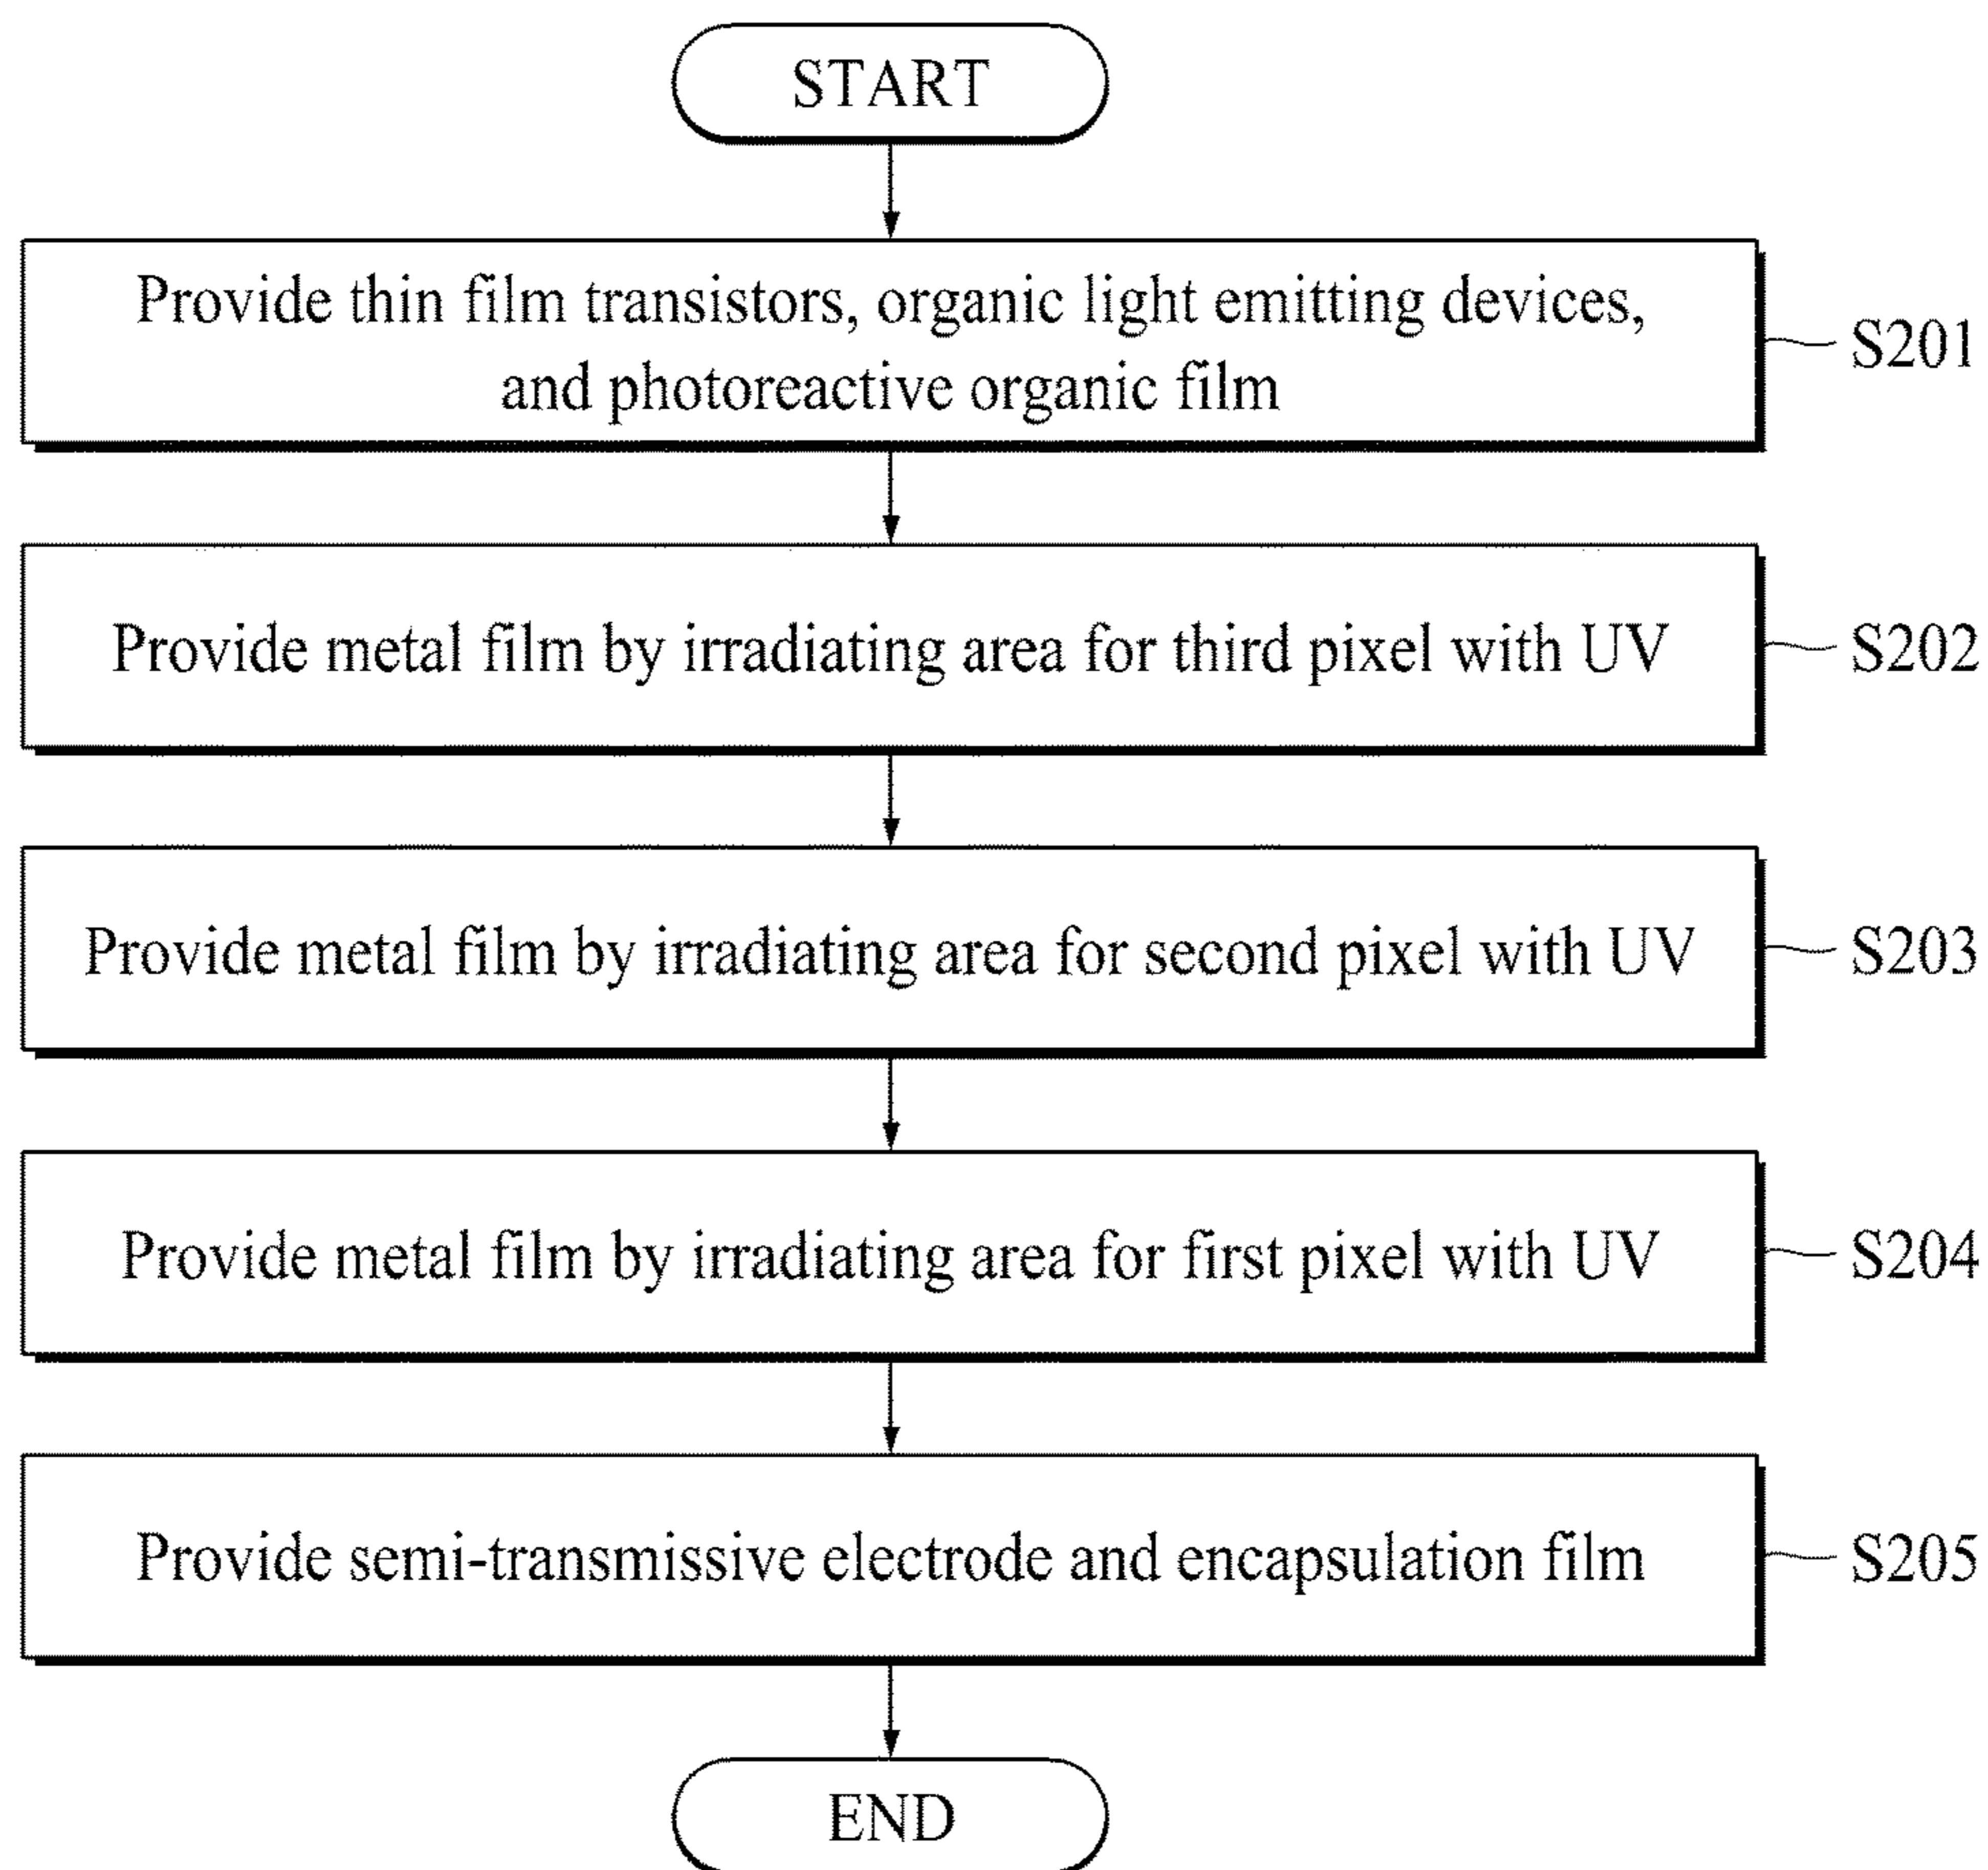 START
Provide thin film transistors, organic light emitting devices,
and photoreactive organic film
S201
Provide metal film by irradiating area for third pixel with UV
S202
Provide metal film by irradiating area for second pixel with UV
S203
Provide metal film by irradiating area for first pixel with UV
S204
Provide semi-transmissive electrode and encapsulation film
S205
END